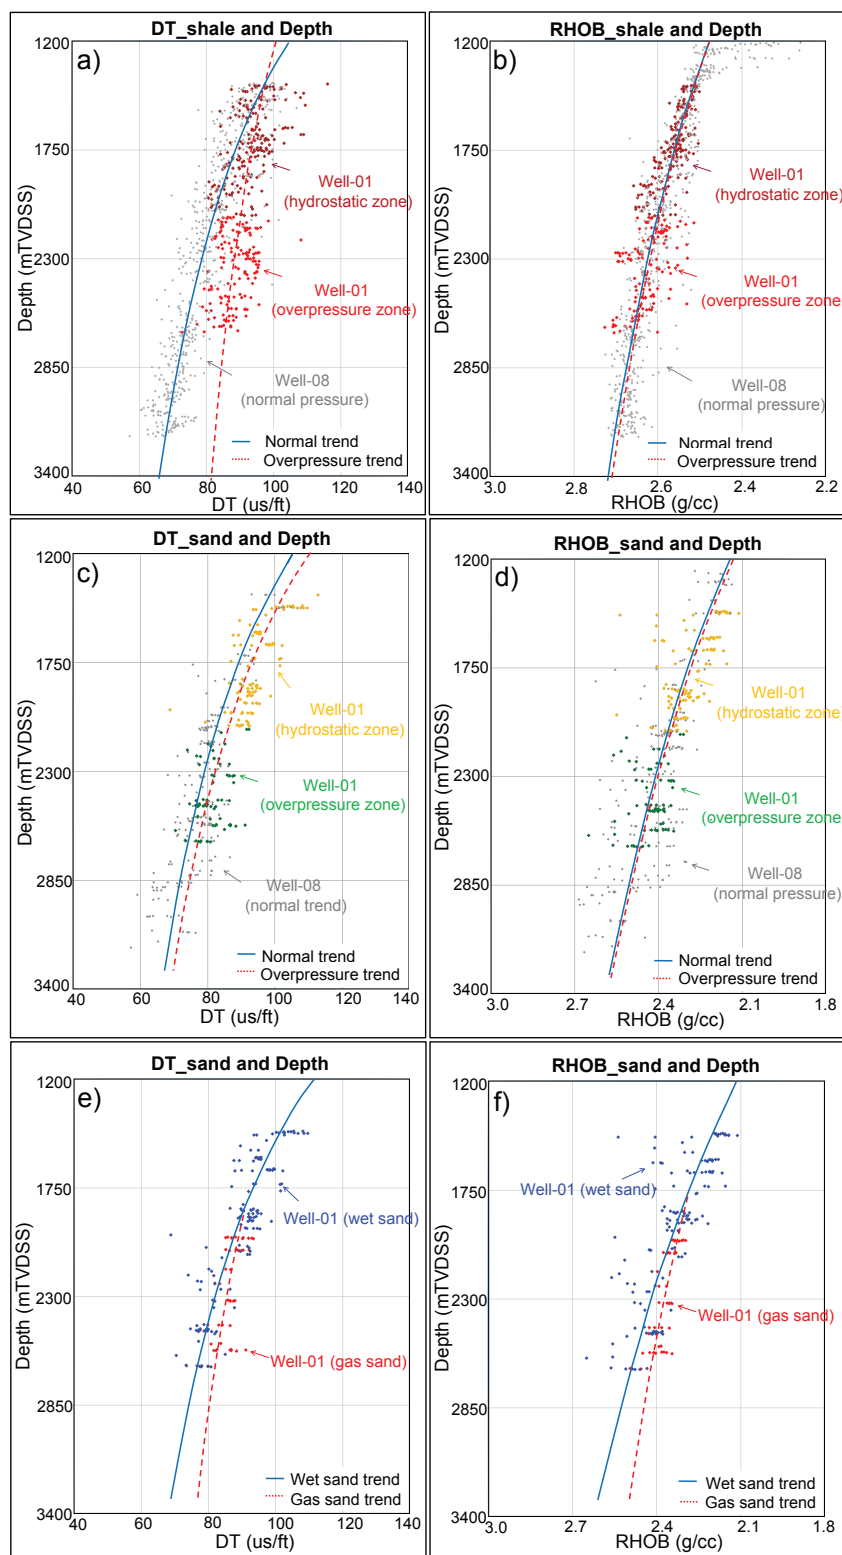 DT_shale and Depth
a)
1200
1750
2300
2850
3400
Depth (mTVDSS)
Well-01
(hydrostatic zone)
Well-01
(overpressure zone)
Well-08
(normal pressure)
Normal trend
Overpressure trend
40 60 80 100 120 140
DT (us/ft)
RHOB_shale and Depth
b)
1200
1750
2300
2850
3400
Depth (mTVDSS)
Well-01
(hydrostatic zone)
Well-01
(overpressure zone)
Well-08
(normal pressure)
Normal trend
Overpressure trend
3.0 2.8 2.6 2.4 2.2
RHOB (g/cc)
DT_sand and Depth
c)
1200
1750
2300
2850
3400
Depth (mTVDSS)
Well-01
(hydrostatic zone)
Well-01
(overpressure zone)
Well-08
(normal trend)
Normal trend
Overpressure trend
40 60 80 100 120 140
DT (us/ft)
RHOB_sand and Depth
d)
1200
1750
2300
2850
3400
Depth (mTVDSS)
Well-01
(hydrostatic zone
Well-01
(overpressure zone
Well-08
(normal pressure)
Normal trend
Overpressure trend
3.0 2.7 2.4 2.1 1.8
RHOB (g/cc)
DT_sand and Depth
e)
1200
1750
2300
2850
3400
Depth (mTVDSS)
Well-01 (wet sand)
Well-01 (gas sand)
Wet sand trend
Gas sand trend
40 60 80 100 120 140
DT (us/ft)
RHOB_sand and Depth
f)
1200
1750
2300
2850
3400
Depth (mTVDSS)
Well-01 (wet sand)
Well-01 (gas sand)
Wet sand trend
Gas sand trend
3.0 2.7 2.4 2.1 1.8
RHOB (g/cc)